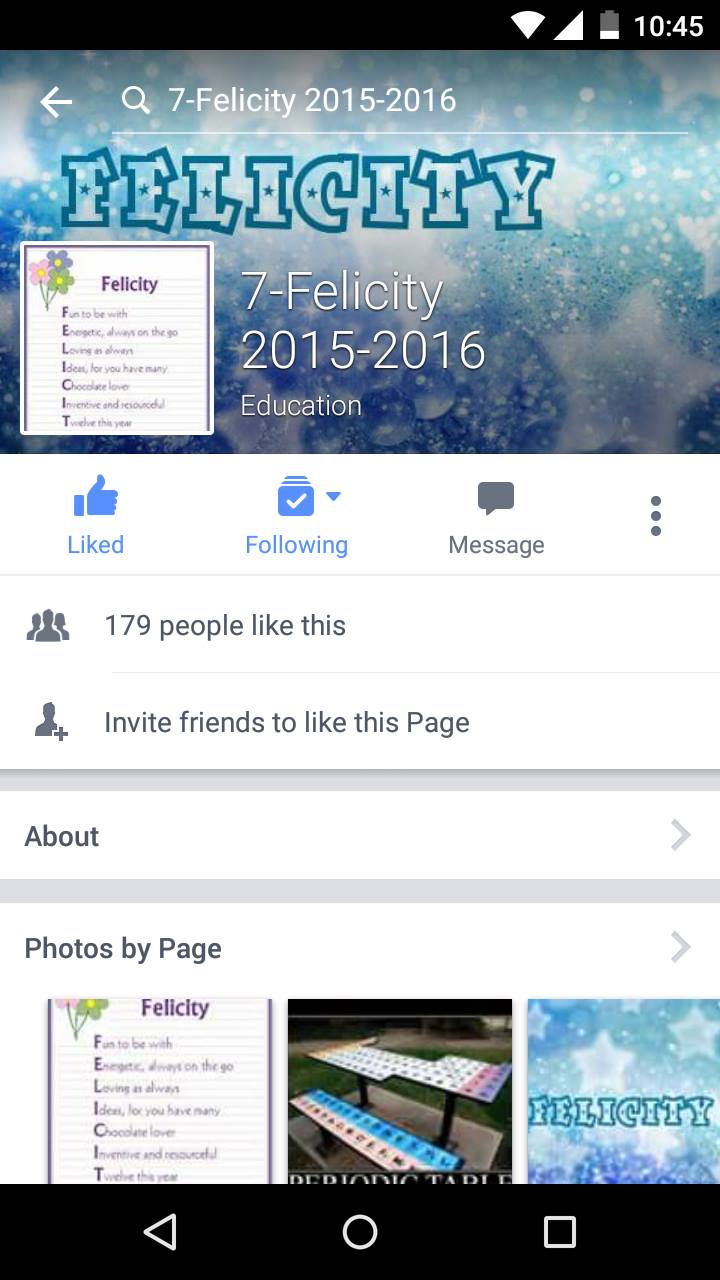 10:45
7-Felicity 2015-2016
FELICITY
Felicity
Fun to be with
Energetic, always on the go
Loving as always
Ideas, for you have many
Chocolate lover
Inventive and resourceful
Twelve this year
7-Felicity
2015-2016
Education
Liked
Following
Message
179 people like this
Invite friends to like this Page
About
Photos by Page
Felicity
Fun to be with
Energetic, always on the go
Loving as always
Ideas, for you have many
Chocolate lover
Inventive and resourceful
Twelve this year
PERIODIC TABLE
FELICITY